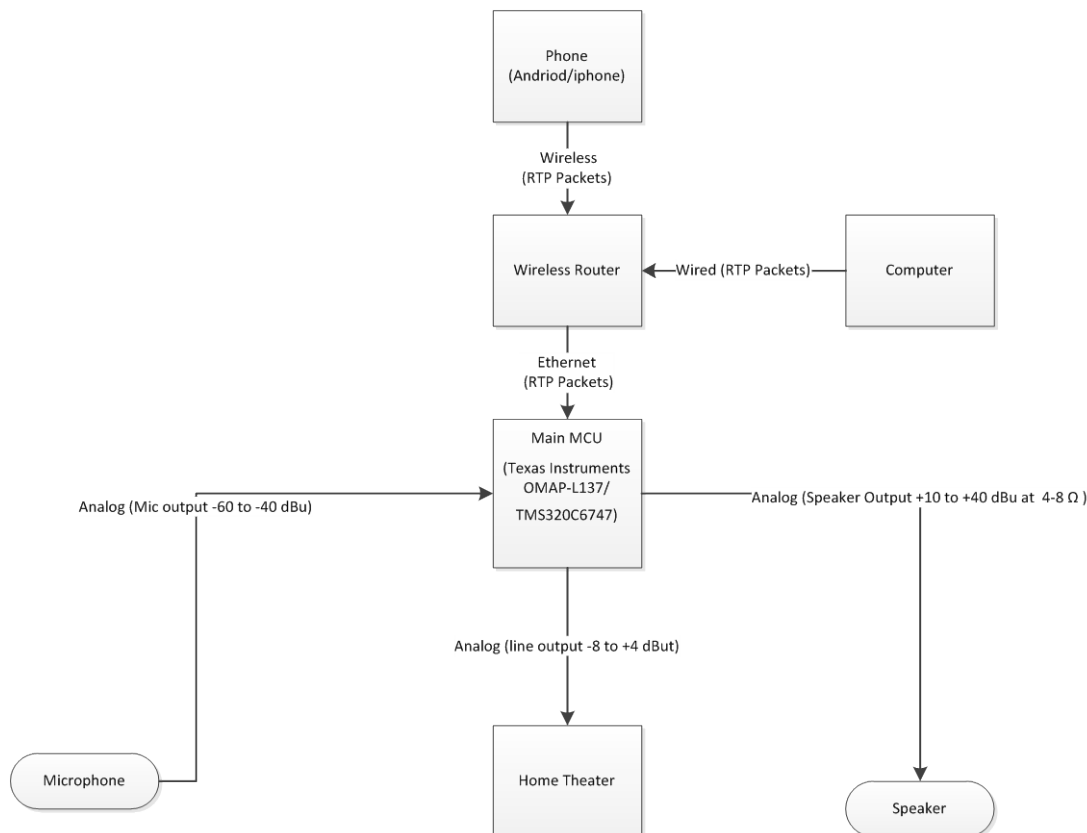 Phone
(Andriod/iphone)
Wireless
(RTP Packets)
Wireless Router
Wired (RTP Packets)
Computer
Ethernet
(RTP Packets)
Main MCU
(Texas Instruments
OMAP-L137/
TMS320C6747)
Analog (Mic output -60 to -40 dBu)
Analog (Speaker Output +10 to +40 dBu at 4-8 Ω )
Analog (line output -8 to +4 dBut)
Microphone
Home Theater
Speaker